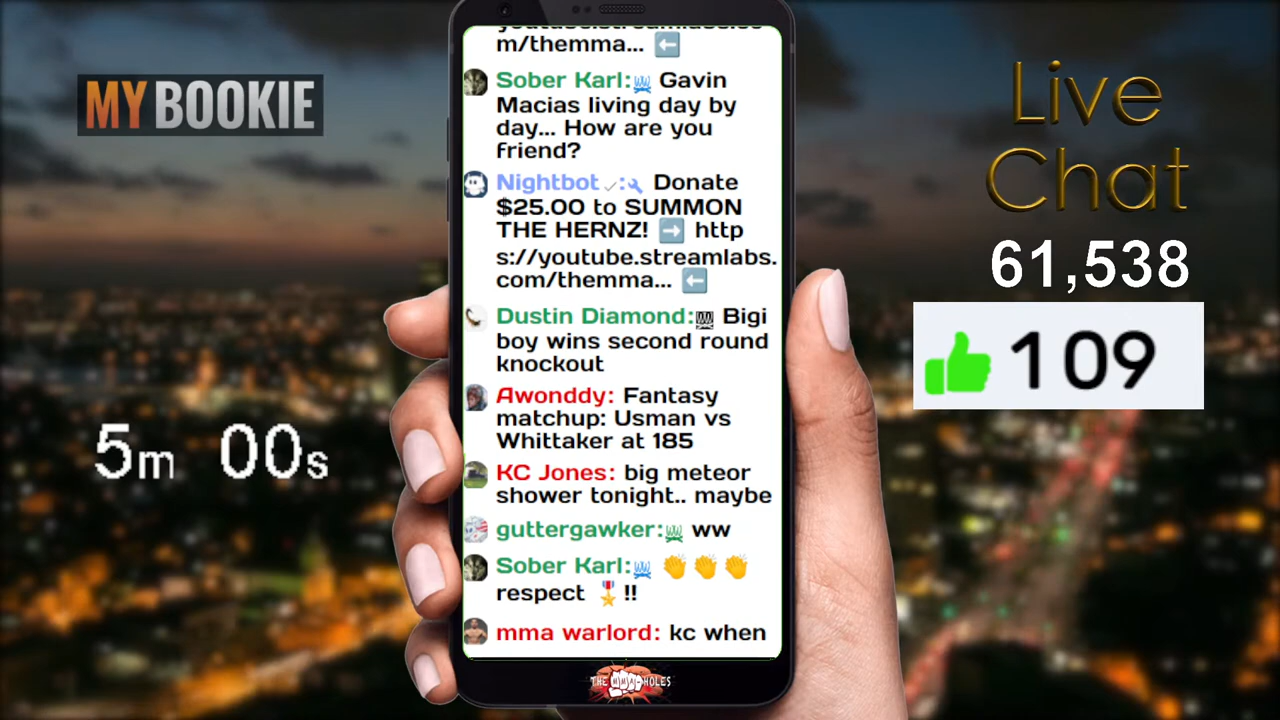 MYBOOKIE
5m 00s
m/themma... ⬅️
Sober Karl: Gavin
Macias living day by
day... How are you
friend?
Nightbot ✓: Donate
$25.00 to SUMMON
THE HERNZ! ➡️ http
s://youtube.streamlabs.
com/themma... ⬅️
Dustin Diamond: Bigi
boy wins second round
knockout
Awonddy: Fantasy
matchup: Usman vs
Whittaker at 185
KC Jones: big meteor
shower tonight.. maybe
guttergawker: ww
Sober Karl: 👏 👏 👏
respect 🎖️ !!
mma warlord: kc when
THE MMA HOLES
Live
Chat
61,538
109